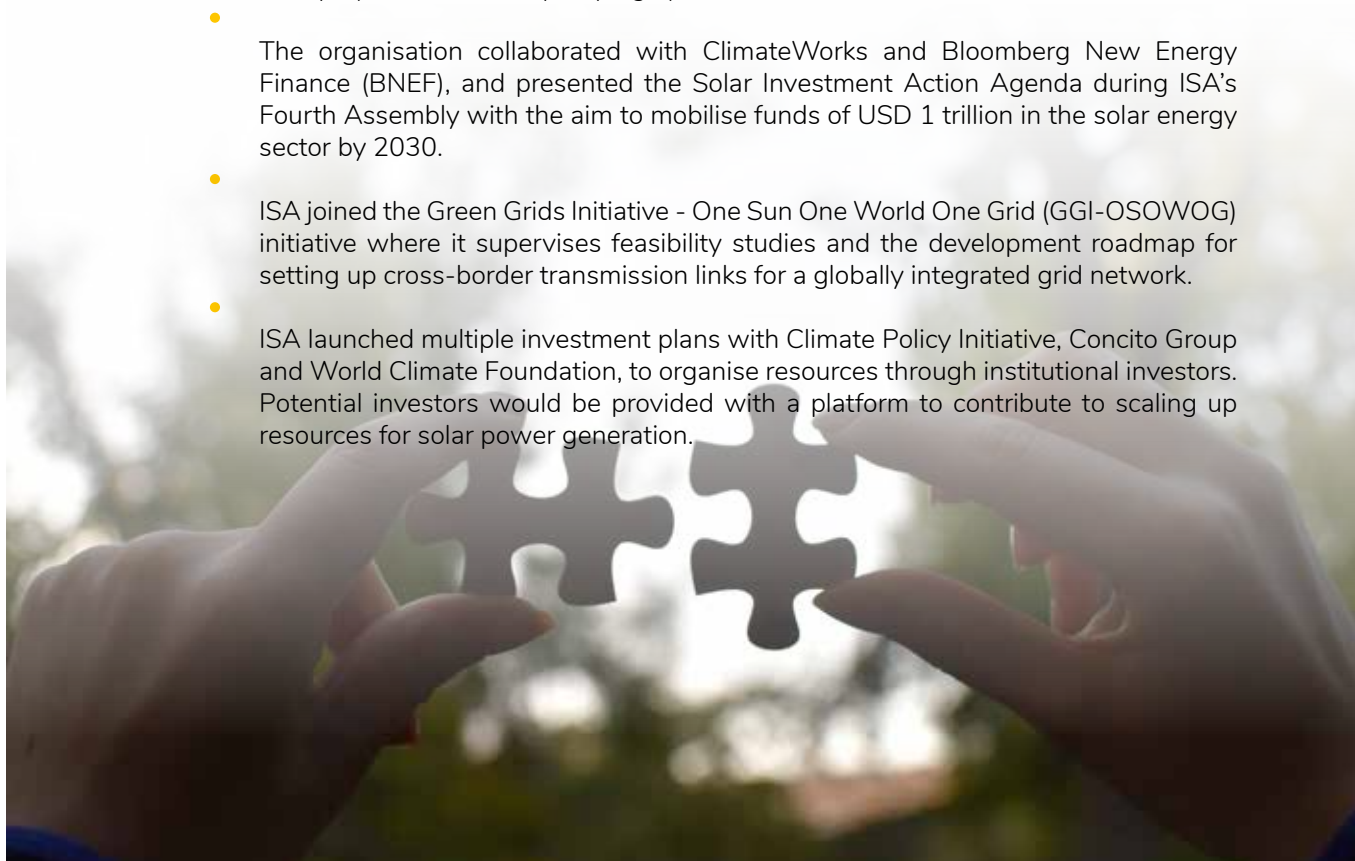 The organisation collaborated with ClimateWorks and Bloomberg New Energy
Finance (BNEF), and presented the Solar Investment Action Agenda during ISA’s
Fourth Assembly with the aim to mobilise funds of USD 1 trillion in the solar energy
sector by 2030.
ISA joined the Green Grids Initiative - One Sun One World One Grid (GGI-OSOWOG)
initiative where it supervises feasibility studies and the development roadmap for
setting up cross-border transmission links for a globally integrated grid network.
ISA launched multiple investment plans with Climate Policy Initiative, Concito Group
and World Climate Foundation, to organise resources through institutional investors.
Potential investors would be provided with a platform to contribute to scaling up
resources for solar power generation.